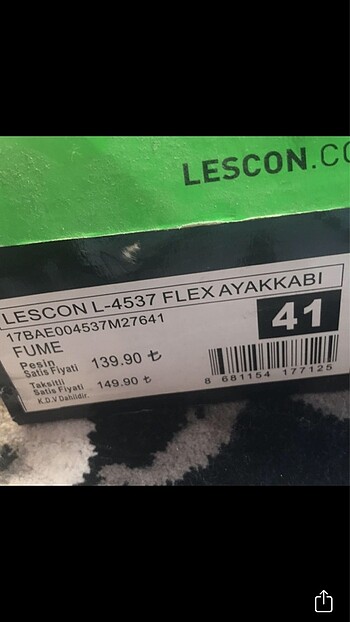 LESCON.CO
LESCON L-4537 FLEX AYAKKABI
17BAE004537M27641
41
FUME
Peşin
Satış Fiyatı 139.90 ₺
Taksitli
Satış Fiyatı 149.90 ₺
K.D.V Dahildir.
8 681154 177125